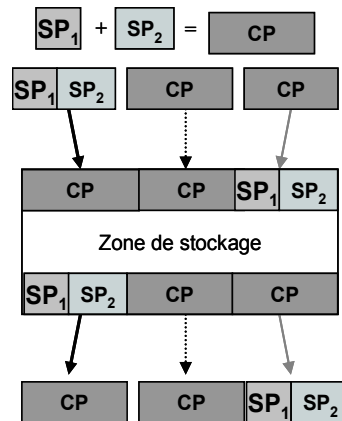 SP₁ + SP₂ = CP
SP₁ SP₂ CP CP
CP CP SP₁ SP₂
Zone de stockage
SP₁ SP₂ CP CP
CP CP SP₁ SP₂